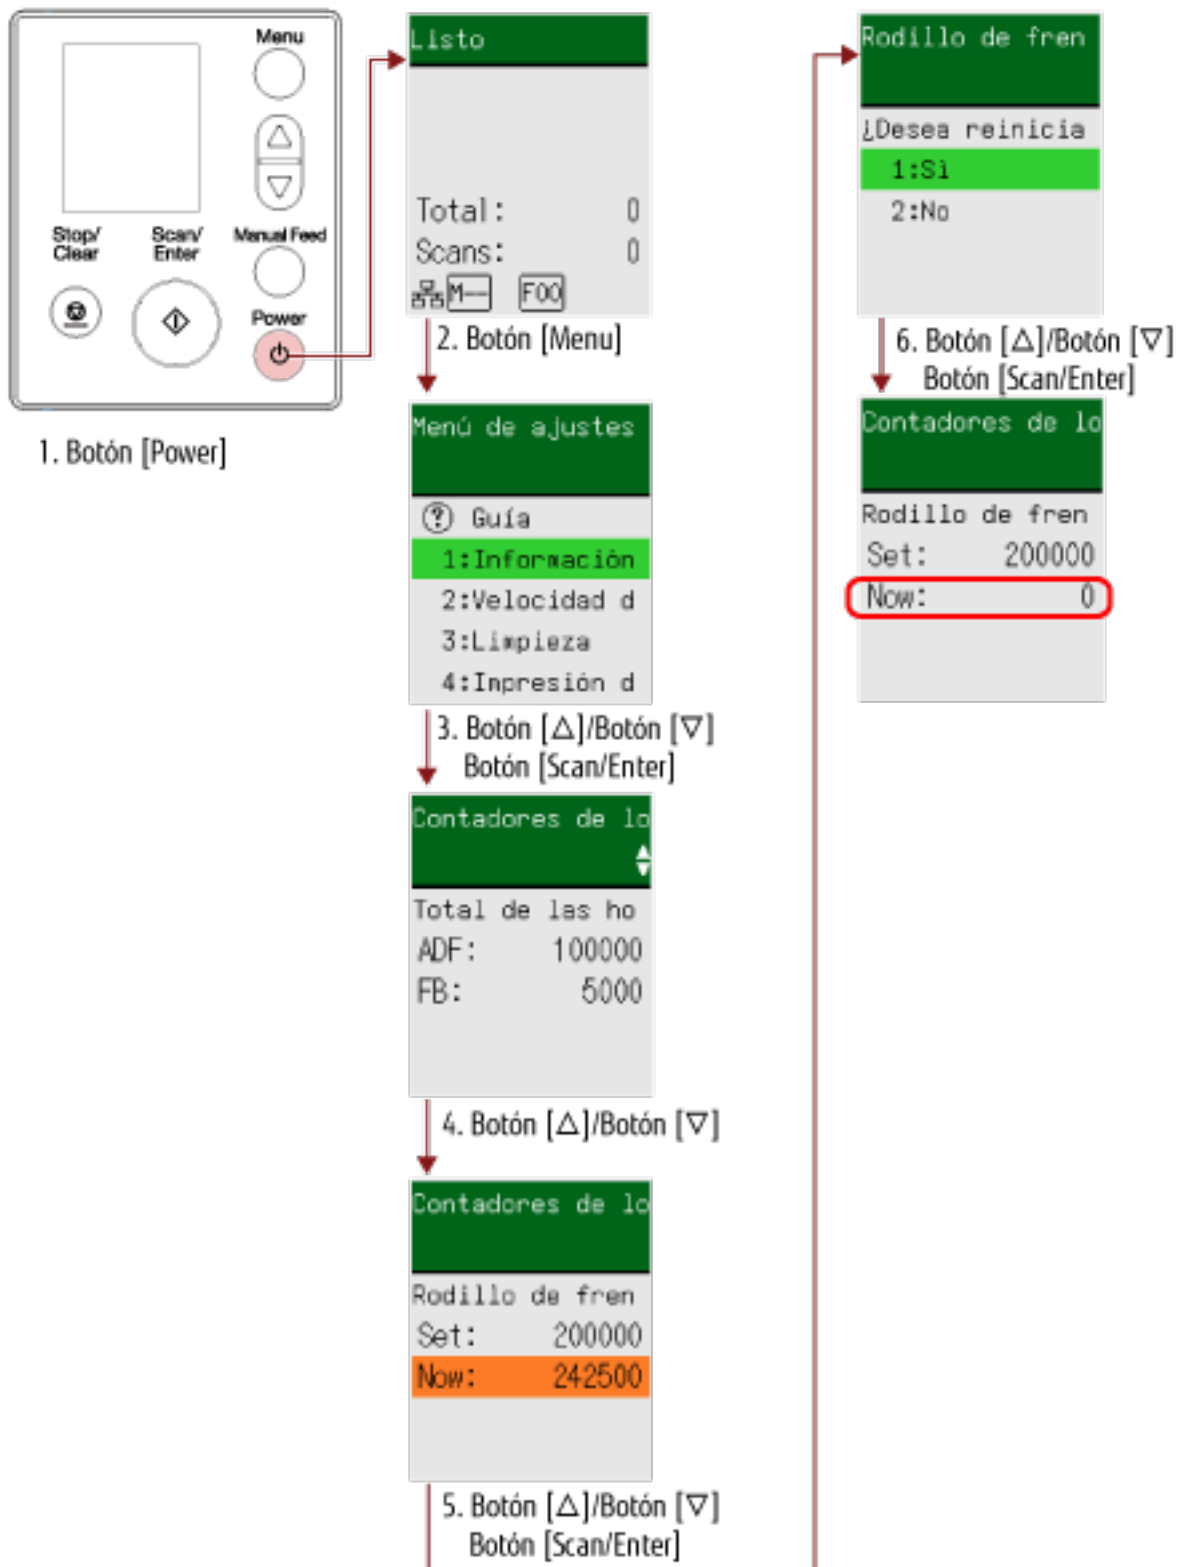 Menu
Stop/
Clear
Scan/
Enter
Manual Feed
Power
1. Botón [Power]
Listo
Total: 0
Scans: 0
M-- F00
2. Botón [Menu]
Menú de ajustes
? Guía
1:Información
2:Velocidad d
3:Limpieza
4:Impresión d
3. Botón [△]/Botón [▽]
Botón [Scan/Enter]
Contadores de lo
Total de las ho
ADF: 100000
FB: 5000
4. Botón [△]/Botón [▽]
Contadores de lo
Rodillo de fren
Set: 200000
Now: 242500
5. Botón [△]/Botón [▽]
Botón [Scan/Enter]
Rodillo de fren
¿Desea reinicia
1:Sì
2:No
6. Botón [△]/Botón [▽]
Botón [Scan/Enter]
Contadores de lo
Rodillo de fren
Set: 200000
Now: 0